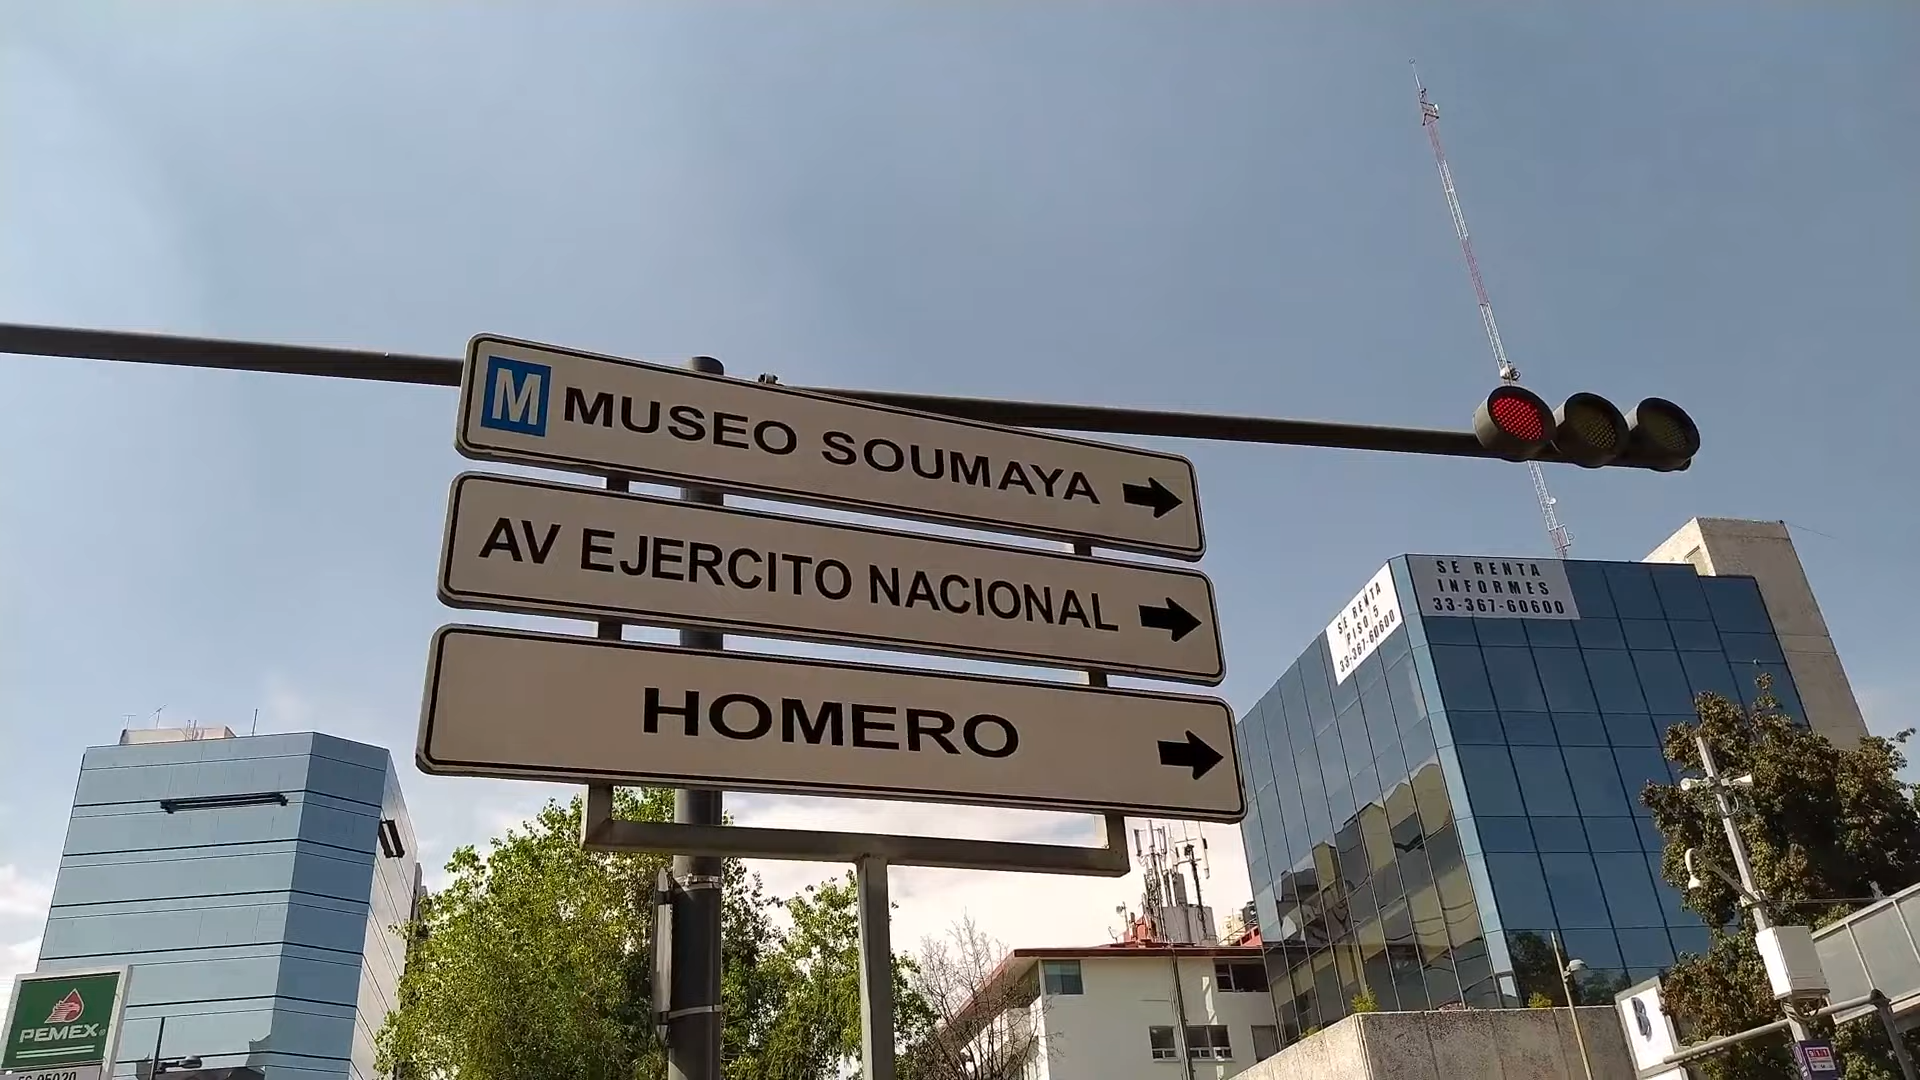 M MUSEO SOUMAYA
AV EJERCITO NACIONAL
HOMERO
SE RENTA
INFORMES
33-367-60600
SE RENTA
PISO 5
33-367-60600
PEMEX
B